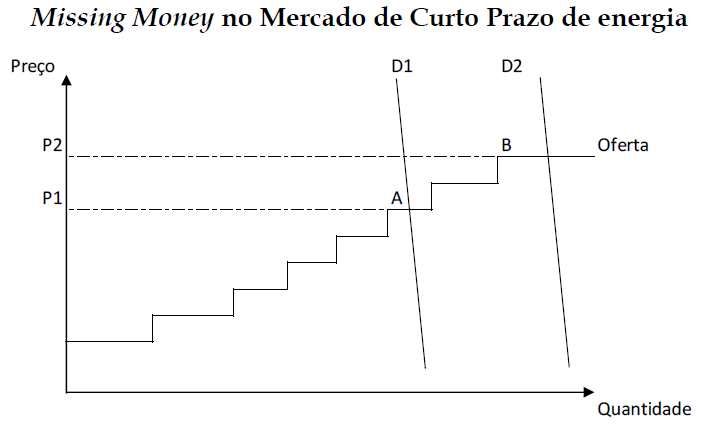 Missing Money no Mercado de Curto Prazo de energia
Preço
D1
D2
P2
B
Oferta
P1
A
Quantidade